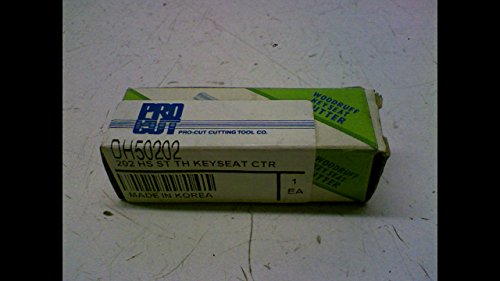 PRO
CUT
PRO-CUT CUTTING TOOL CO.
DH50202
202 HS ST TH KEYSEAT CTR
1
EA
MADE IN KOREA
WOODRUFF
KEYSEAT
CUTTER
WOODRUFF
KEYSEAT
CUTTER